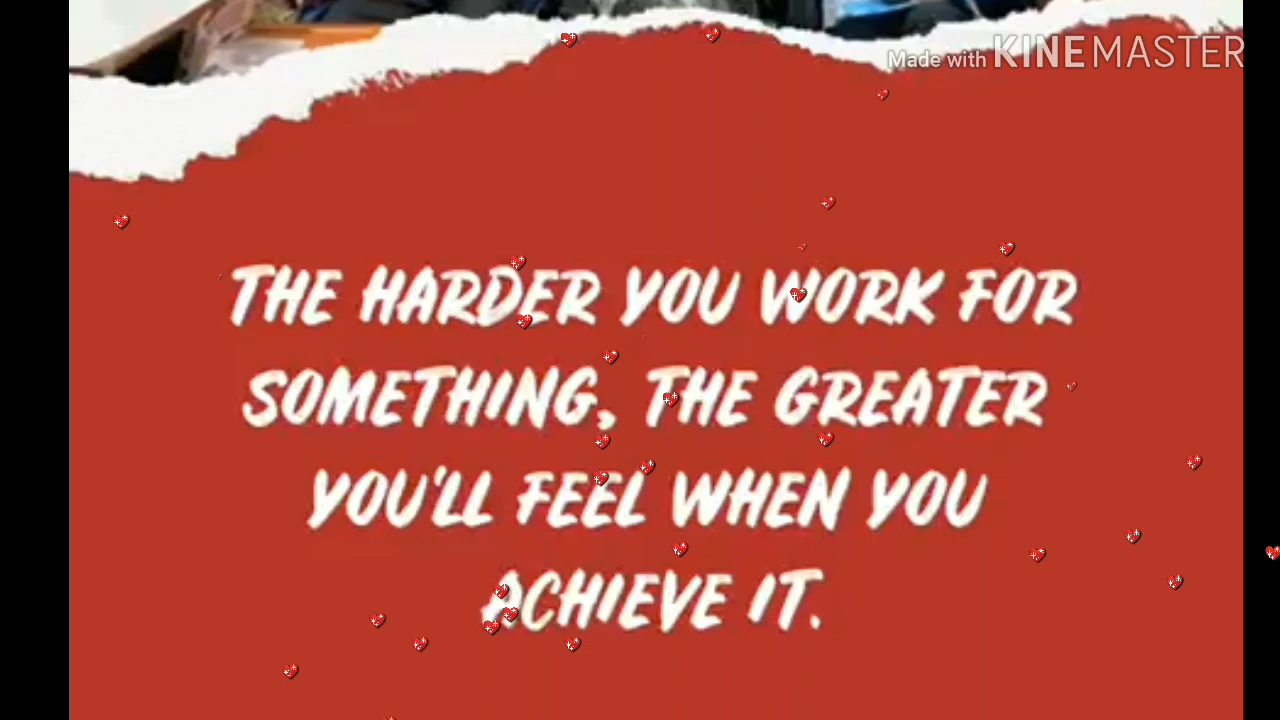 Made with KINEMASTER
THE HARDER YOU WORK FOR
SOMETHING, THE GREATER
YOU'LL FEEL WHEN YOU
ACHIEVE IT.